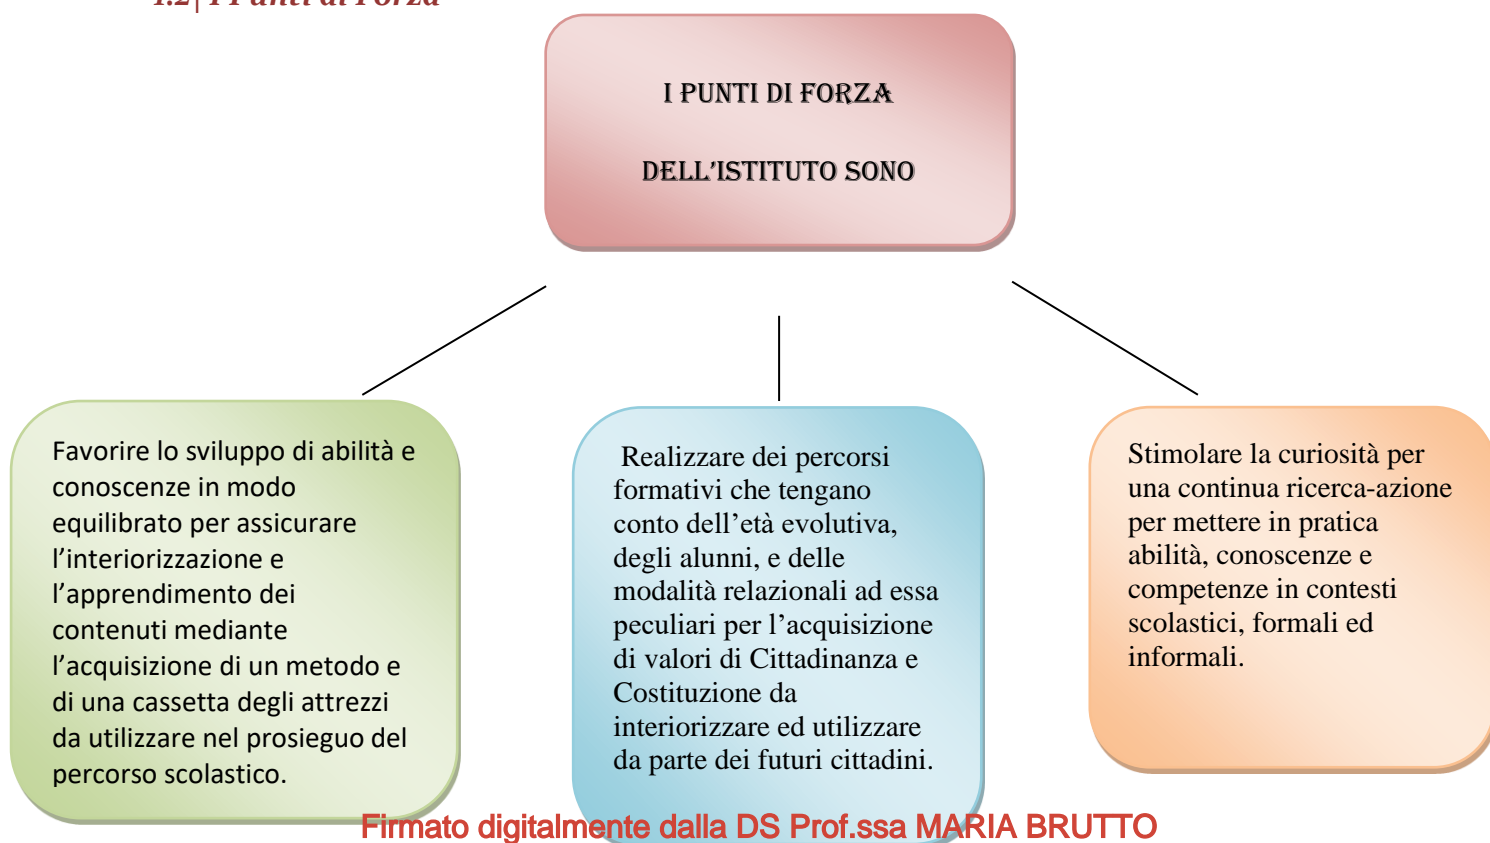 I Punti di Forza
I PUNTI DI FORZA
DELL’ISTITUTO SONO
Favorire lo sviluppo di abilità e
conoscenze in modo
equilibrato per assicurare
l’interiorizzazione e
l’apprendimento dei
contenuti mediante
l’acquisizione di un metodo e
di una cassetta degli attrezzi
da utilizzare nel prosieguo del
percorso scolastico.
Realizzare dei percorsi
formativi che tengano
conto dell’età evolutiva,
degli alunni, e delle
modalità relazionali ad essa
peculiari per l’acquisizione
di valori di Cittadinanza e
Costituzione da
interiorizzare ed utilizzare
da parte dei futuri cittadini.
Stimolare la curiosità per
una continua ricerca-azione
per mettere in pratica
abilità, conoscenze e
competenze in contesti
scolastici, formali ed
informali.
Firmato digitalmente dalla DS Prof.ssa MARIA BRUTTO